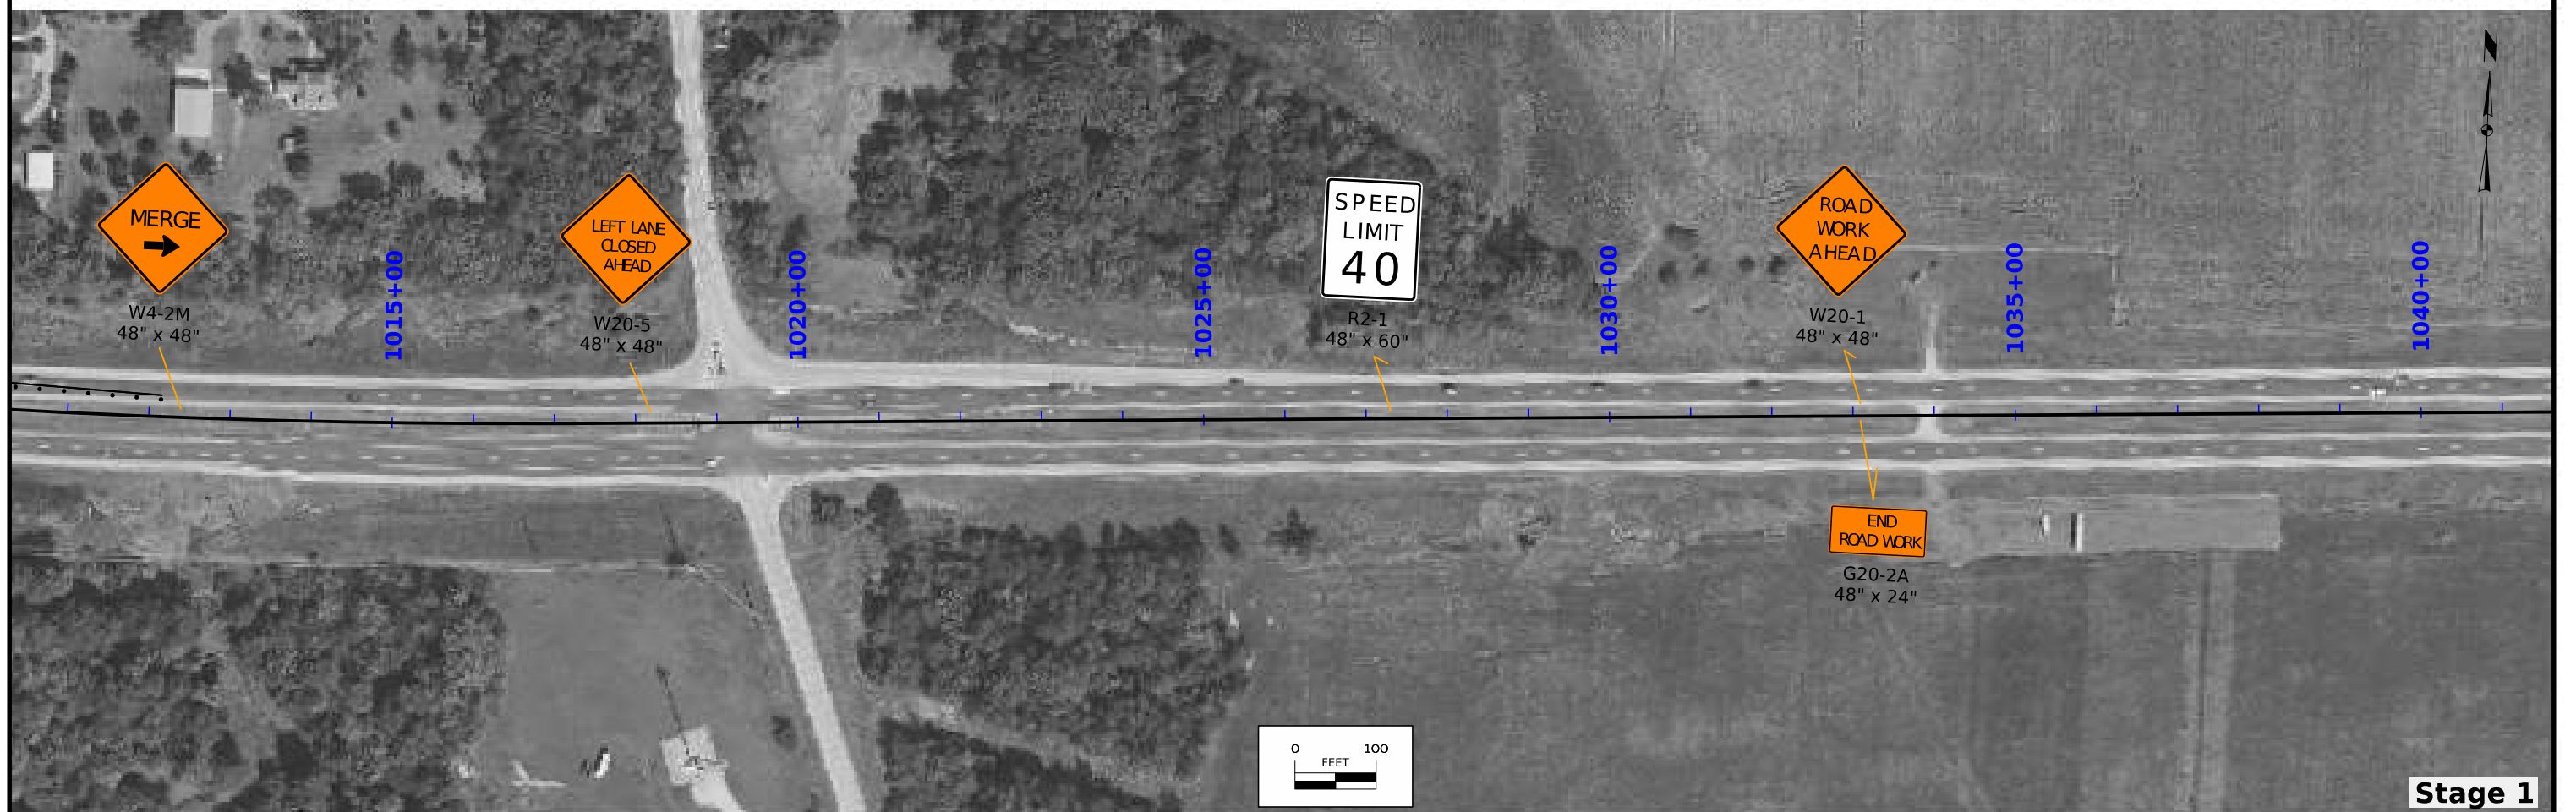 N
MERGE
W4-2M
48" x 48"
1015+00
LEFT LANE
CLOSED
AHEAD
W20-5
48" x 48"
1020+00
1025+00
SPEED
LIMIT
40
R2-1
48" x 60"
1030+00
ROAD
WORK
AHEAD
W20-1
48" x 48"
1035+00
1040+00
END
ROAD WORK
G20-2A
48" x 24"
0 100
FEET
Stage 1